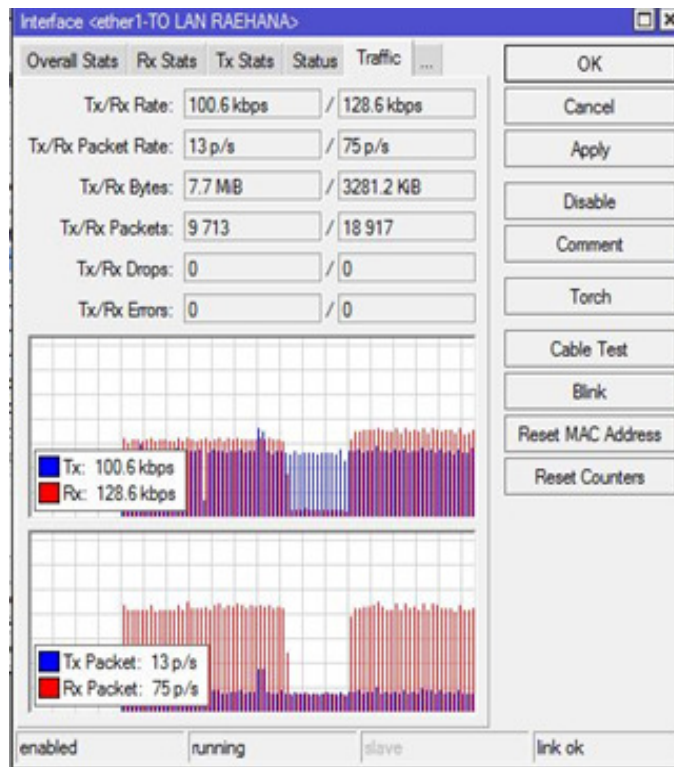 Interface <ether1-TO LAN RAEHANA>
Overall Stats Rx Stats Tx Stats Status Traffic ...
Tx/Rx Rate: 100.6 kbps / 128.6 kbps
Tx/Rx Packet Rate: 13 p/s / 75 p/s
Tx/Rx Bytes: 7.7 MiB / 3281.2 KiB
Tx/Rx Packets: 9 713 / 18 917
Tx/Rx Drops: 0 / 0
Tx/Rx Errors: 0 / 0
Tx: 100.6 kbps
Rx: 128.6 kbps
Tx Packet: 13 p/s
Rx Packet: 75 p/s
OK
Cancel
Apply
Disable
Comment
Torch
Cable Test
Blink
Reset MAC Address
Reset Counters
enabled running slave link ok